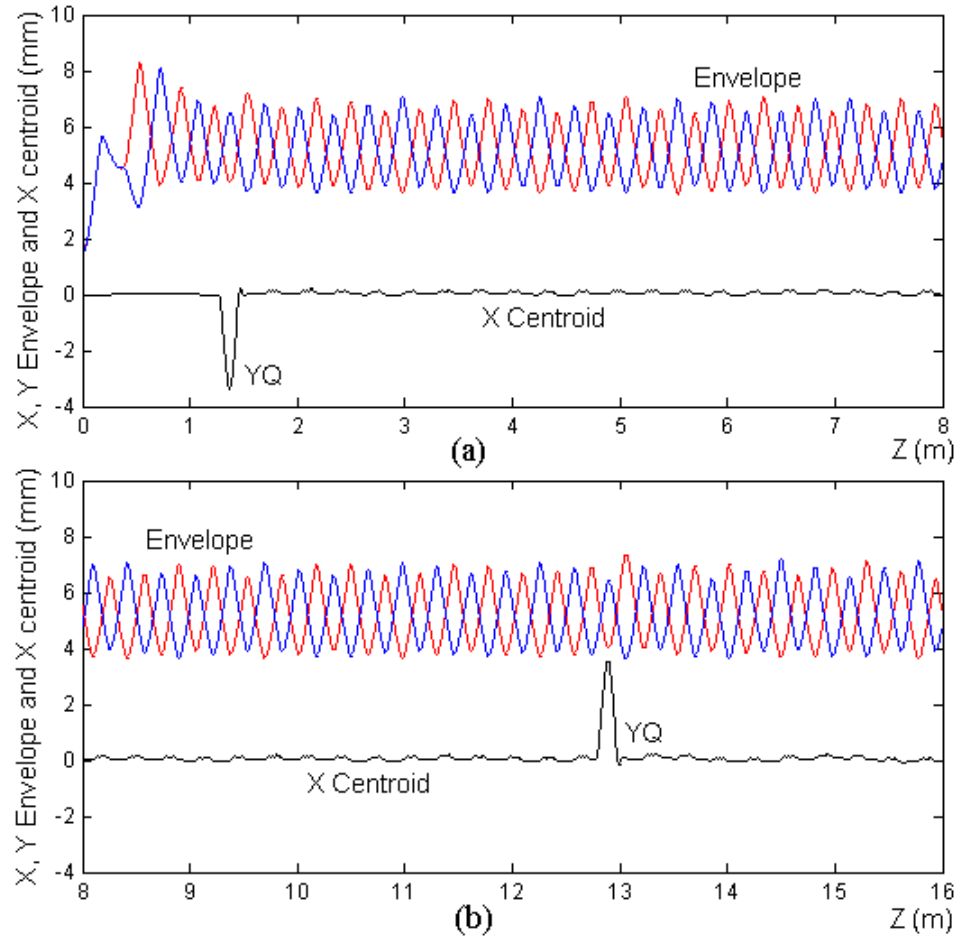 X, Y Envelope and X centroid (mm)
10
8
6
4
2
0
-2
-4
Envelope
X Centroid
YQ
0 1 2 3 4 5 6 7 8
(a)
Z (m)
X, Y Envelope and X centroid (mm)
10
8
6
4
2
0
-2
-4
Envelope
YQ
X Centroid
8 9 10 11 12 13 14 15 16
(b)
Z (m)